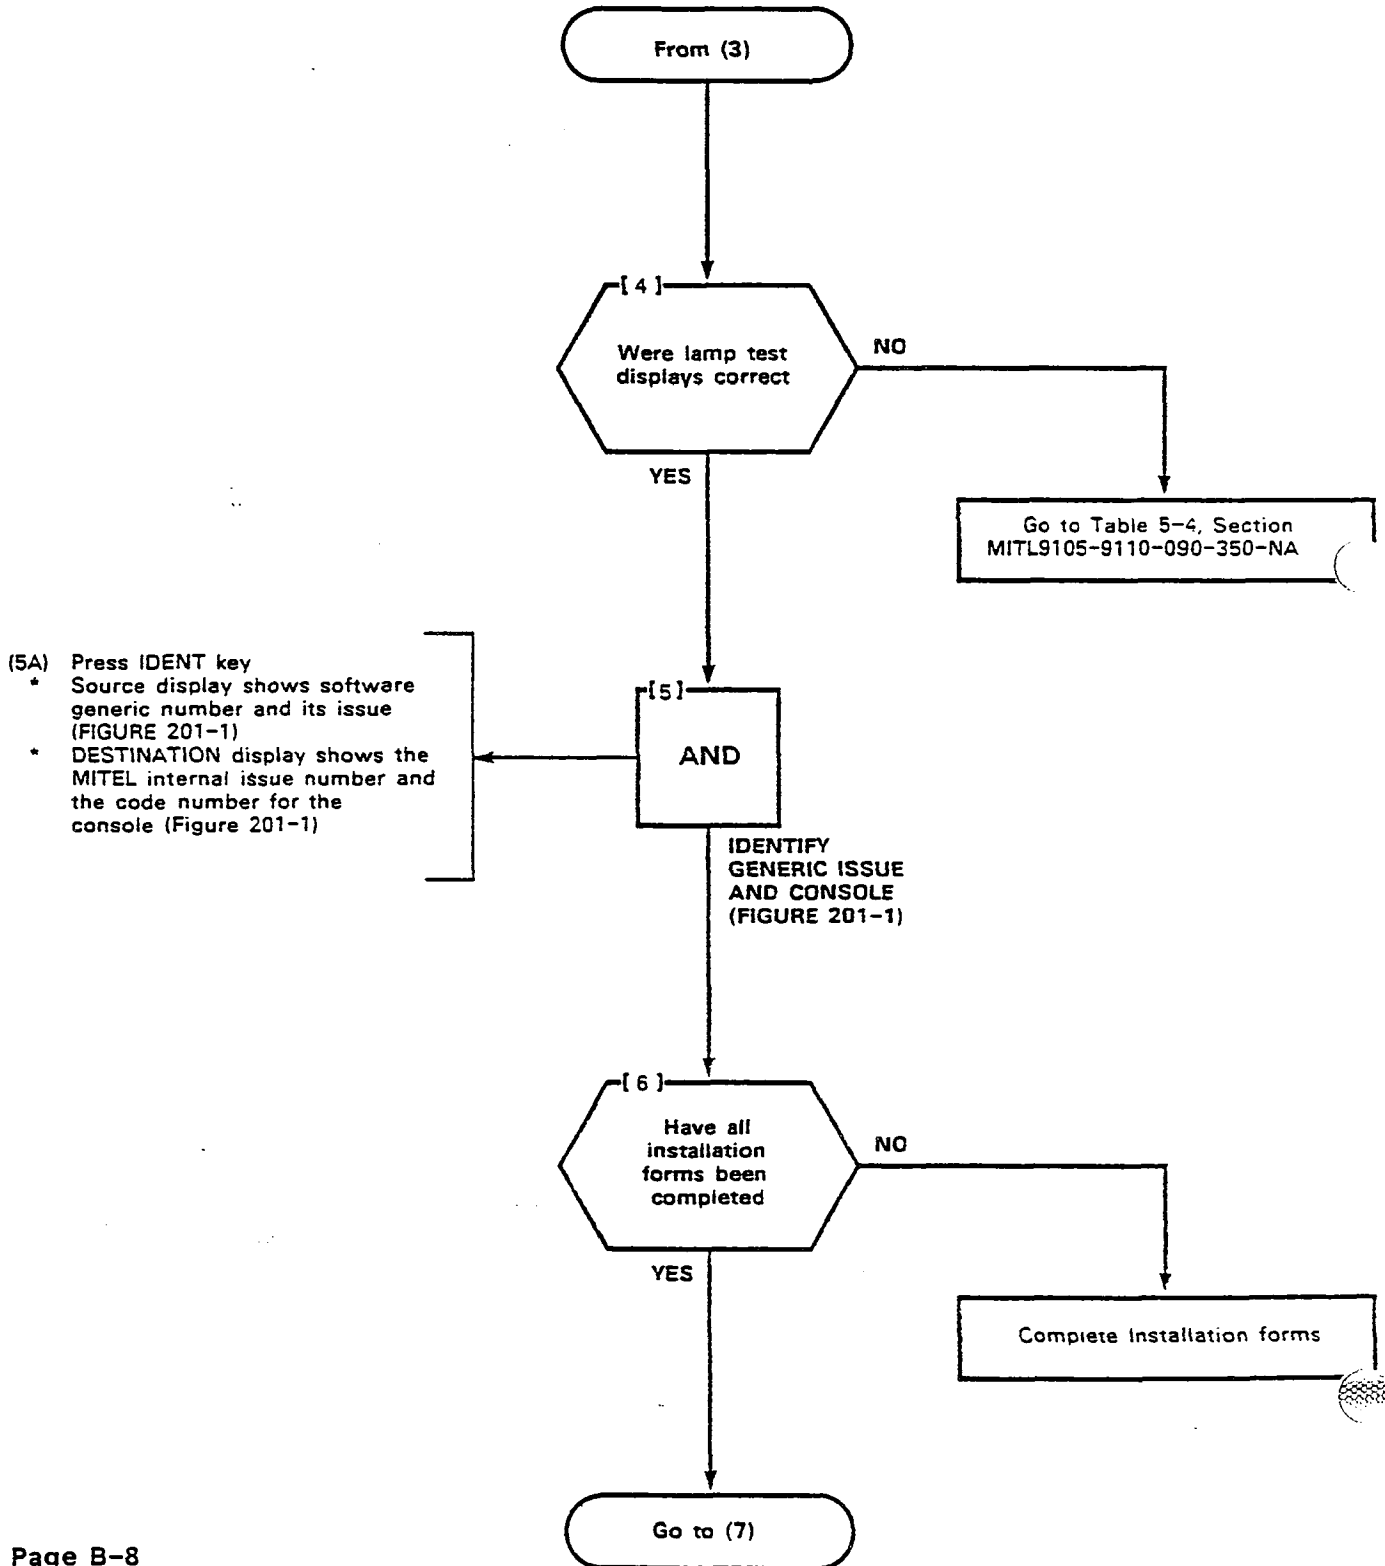 From (3)
[4]
Were lamp test
displays correct
NO
YES
Go to Table 5-4, Section
MITL9105-9110-090-350-NA
(5A) Press IDENT key
* Source display shows software
generic number and its issue
(FIGURE 201-1)
* DESTINATION display shows the
MITEL internal issue number and
the code number for the
console (Figure 201-1)
[5]
AND
IDENTIFY
GENERIC ISSUE
AND CONSOLE
(FIGURE 201-1)
[6]
Have all
installation
forms been
completed
NO
YES
Complete Installation forms
Go to (7)
Page B-8